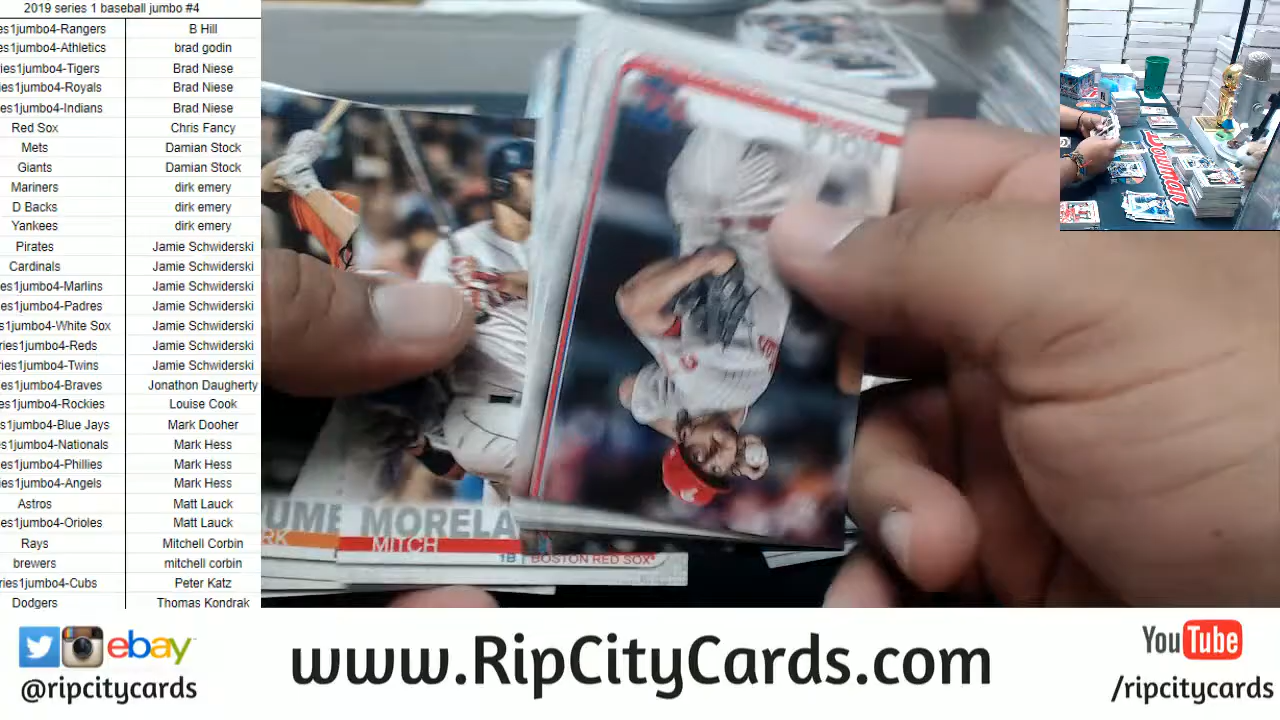 2019 series 1 baseball jumbo #4
es1jumbo4-Rangers B Hill
es1jumbo4-Athletics brad godin
ries1jumbo4-Tigers Brad Niese
ies1jumbo4-Royals Brad Niese
ies1jumbo4-Indians Brad Niese
Red Sox Chris Fancy
Mets Damian Stock
Giants Damian Stock
Mariners dirk emery
D Backs dirk emery
Yankees dirk emery
Pirates Jamie Schwiderski
Cardinals Jamie Schwiderski
es1jumbo4-Marlins Jamie Schwiderski
es1jumbo4-Padres Jamie Schwiderski
s1jumbo4-White Sox Jamie Schwiderski
ries1jumbo4-Reds Jamie Schwiderski
ries1jumbo4-Twins Jamie Schwiderski
es1jumbo4-Braves Jonathon Daugherty
es1jumbo4-Rockies Louise Cook
s1jumbo4-Blue Jays Mark Dooher
s1jumbo4-Nationals Mark Hess
es1jumbo4-Phillies Mark Hess
es1jumbo4-Angels Mark Hess
Astros Matt Lauck
es1jumbo4-Orioles Matt Lauck
Rays Mitchell Corbin
brewers mitchell corbin
ries1jumbo4-Cubs Peter Katz
Dodgers Thomas Kondrak
UME
RK
MORELA
MITCH
1B BOSTON RED SOX
ebay
@ripcitycards
www.RipCityCards.com
YouTube
/ripcitycards